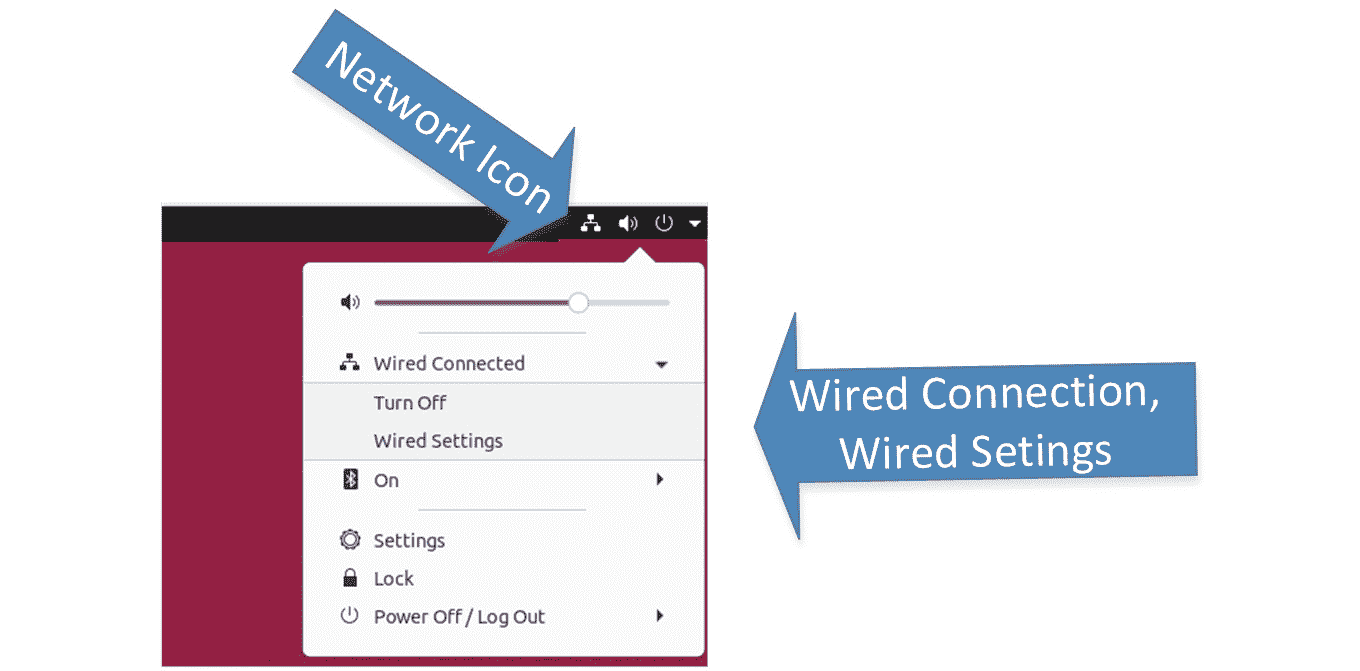 Network Icon
Wired Connected
Turn Off
Wired Settings
On
Settings
Lock
Power Off / Log Out
Wired Connection,
Wired Setings